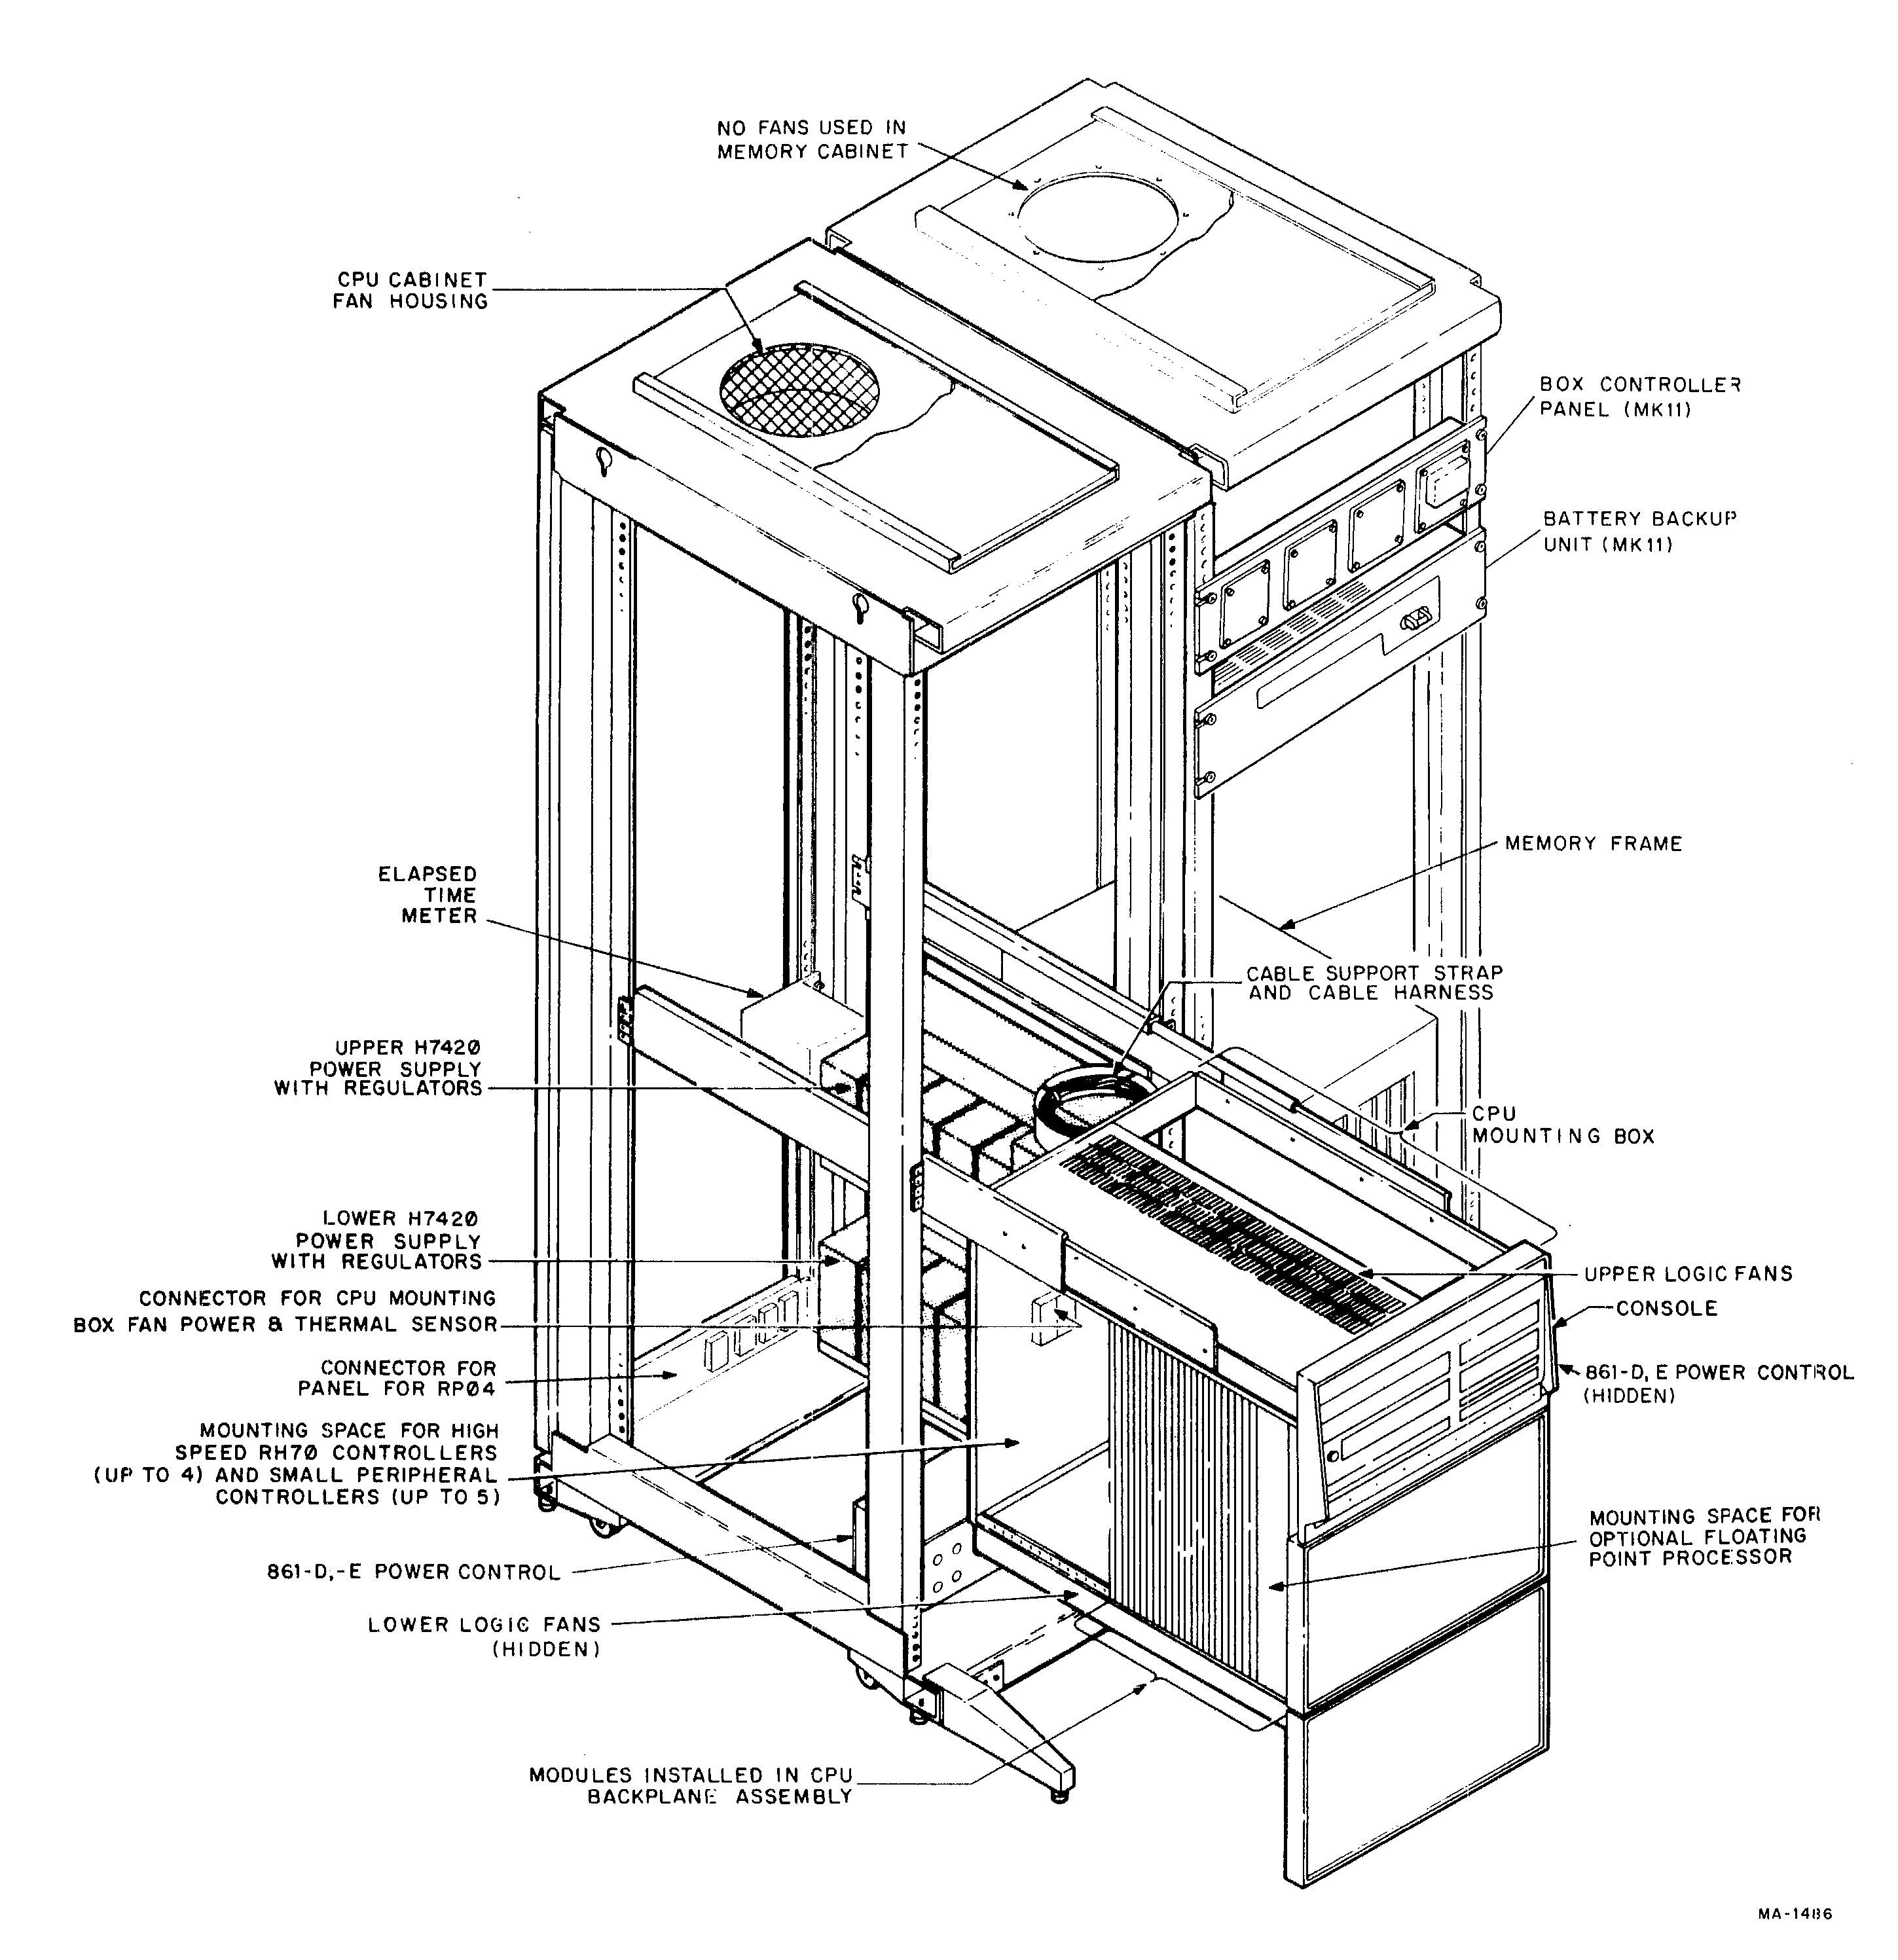 NO FANS USED IN
MEMORY CABINET
CPU CABINET
FAN HOUSING
BOX CONTROLLER
PANEL (MK11)
BATTERY BACKUP
UNIT (MK11)
MEMORY FRAME
ELAPSED
TIME
METER
CABLE SUPPORT STRAP
AND CABLE HARNESS
UPPER H7420
POWER SUPPLY
WITH REGULATORS
CPU
MOUNTING BOX
LOWER H7420
POWER SUPPLY
WITH REGULATORS
UPPER LOGIC FANS
CONSOLE
CONNECTOR FOR CPU MOUNTING
BOX FAN POWER & THERMAL SENSOR
861-D, E POWER CONTROL
(HIDDEN)
CONNECTOR FOR
PANEL FOR RP04
MOUNTING SPACE FOR HIGH
SPEED RH70 CONTROLLERS
(UP TO 4) AND SMALL PERIPHERAL
CONTROLLERS (UP TO 5)
MOUNTING SPACE FOR
OPTIONAL FLOATING
POINT PROCESSOR
861-D,-E POWER CONTROL
LOWER LOGIC FANS
(HIDDEN)
MODULES INSTALLED IN CPU
BACKPLANE ASSEMBLY
MA-1486